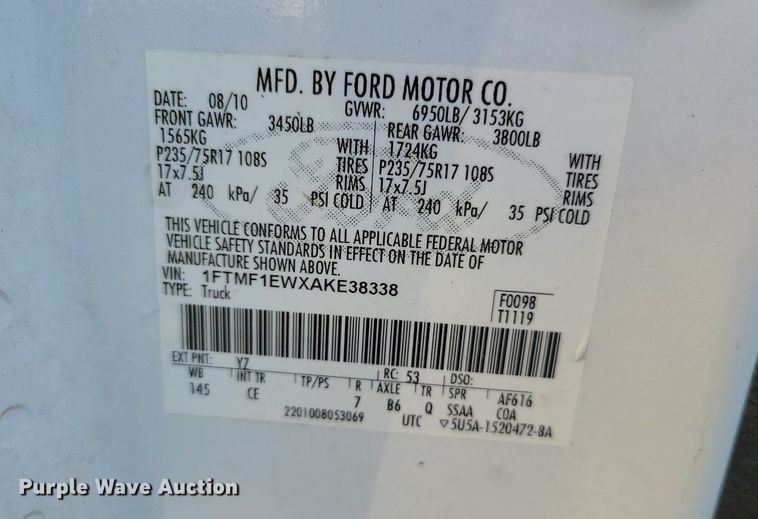 MFD. BY FORD MOTOR CO.
DATE: 08/10 GVWR: 6950LB/ 3153KG
FRONT GAWR: 3450LB REAR GAWR: 3800LB
1565KG WITH 1724KG WITH
P235/75R17 108S TIRES P235/75R17 108S TIRES
17x7.5J RIMS 17x7.5J RIMS
AT 240 kPa/ 35 PSI COLD AT 240 kPa/ 35 PSI COLD
THIS VEHICLE CONFORMS TO ALL APPLICABLE FEDERAL MOTOR
VEHICLE SAFETY STANDARDS IN EFFECT ON THE DATE OF
MANUFACTURE SHOWN ABOVE.
VIN: 1FTMF1EWXAKE38338
TYPE: Truck
F0098
T1119
EXT PNT: YZ RC: 53 DSO:
WB INT TR TP/PS R AXLE TR SPR AF616
145 CE 7 B6 Q SSAA COA
2201008053069 UTC ▽5U5A-1520472-BA
Purple Wave Auction